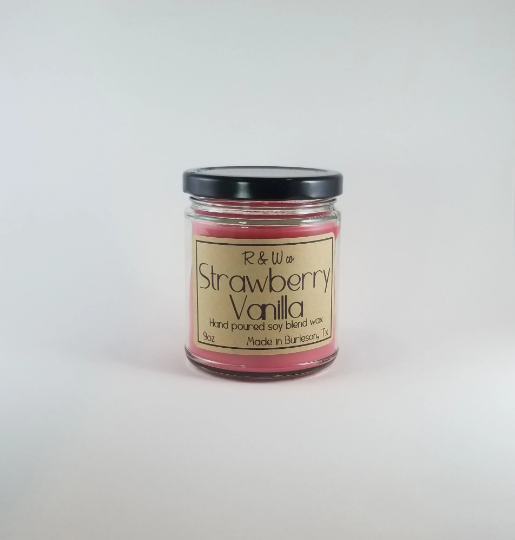 R & W co
Strawberry
Vanilla
Hand poured soy blend wax
9oz Made in Burleson, Tx